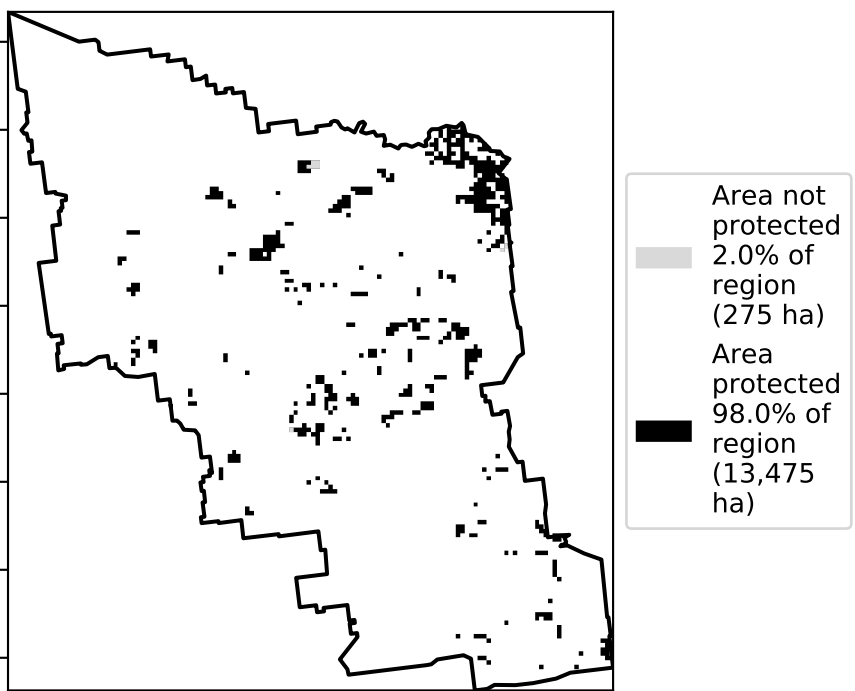 Area not
protected
2.0% of
region
(275 ha)
Area
protected
98.0% of
region
(13,475
ha)